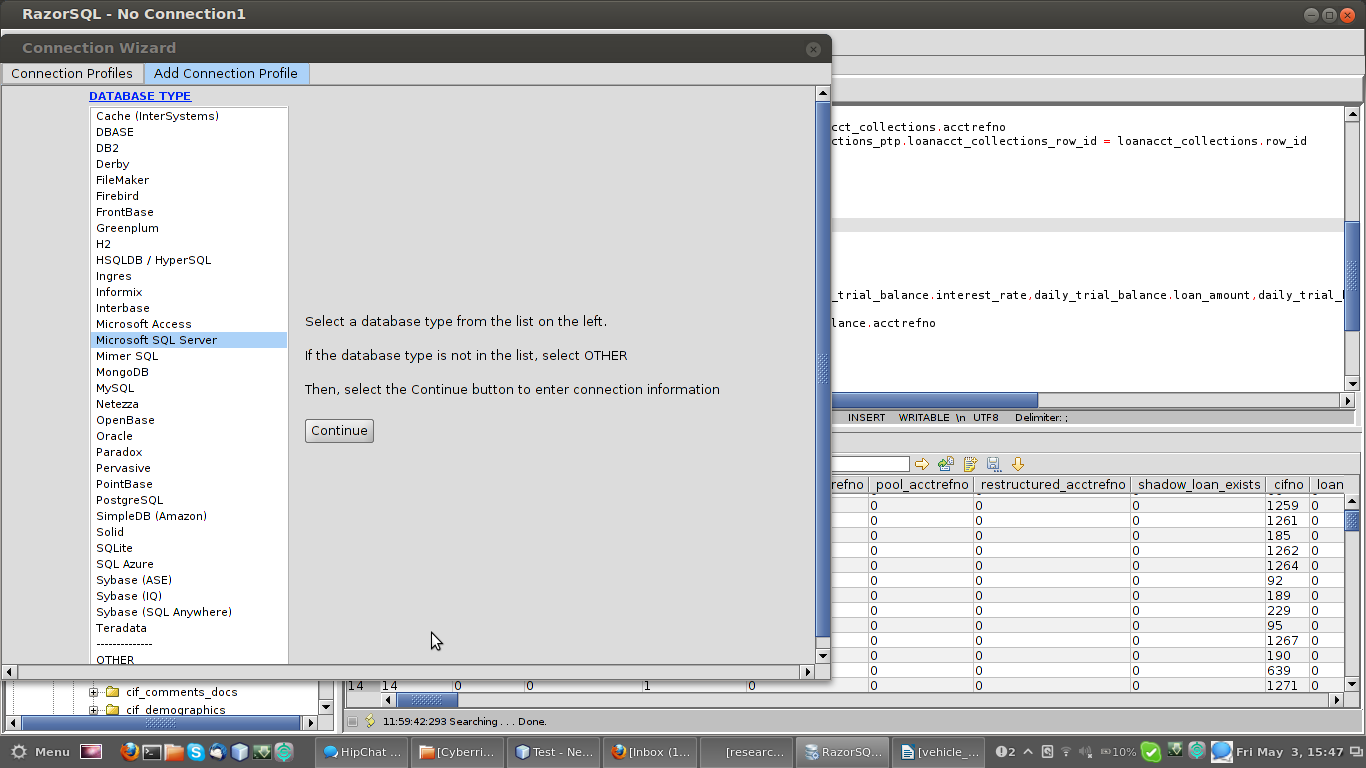 RazorSQL - No Connection1
Connection Wizard
Connection Profiles Add Connection Profile
DATABASE TYPE
Cache (InterSystems)
DBASE
DB2
Derby
FileMaker
Firebird
FrontBase
Greenplum
H2
HSQLDB / HyperSQL
Ingres
Informix
Interbase
Microsoft Access
Microsoft SQL Server
Mimer SQL
MongoDB
MySQL
Netezza
OpenBase
Oracle
Paradox
Pervasive
PointBase
PostgreSQL
SimpleDB (Amazon)
Solid
SQLite
SQL Azure
Sybase (ASE)
Sybase (IQ)
Sybase (SQL Anywhere)
Teradata
--------------
OTHER
Select a database type from the list on the left.
If the database type is not in the list, select OTHER
Then, select the Continue button to enter connection information
Continue
cct_collections.acctrefno
ctions_ptp.loanacct_collections_row_id = loanacct_collections.row_id
_trial_balance.interest_rate,daily_trial_balance.loan_amount,daily_trial_
lance.acctrefno
INSERT WRITABLE \n UTF8 Delimiter: ;
refno pool_acctrefno restructured_acctrefno shadow_loan_exists cifno loan
0 0 0 1259 0
0 0 0 1261 0
0 0 0 185 0
0 0 0 1262 0
0 0 0 1264 0
0 0 0 92 0
0 0 0 189 0
0 0 0 229 0
0 0 0 95 0
0 0 0 1267 0
0 0 0 190 0
0 0 0 639 0
14 14 0 0 1 0 0 0 0 1271 0
cif_comments_docs
cif_demographics
11:59:42:293 Searching . . . Done.
Menu
HipChat ...
[Cyberri...
Test - Ne...
[Inbox (1...
[researc...
RazorSQ...
[vehicle_...
2
10%
Fri May 3, 15:47